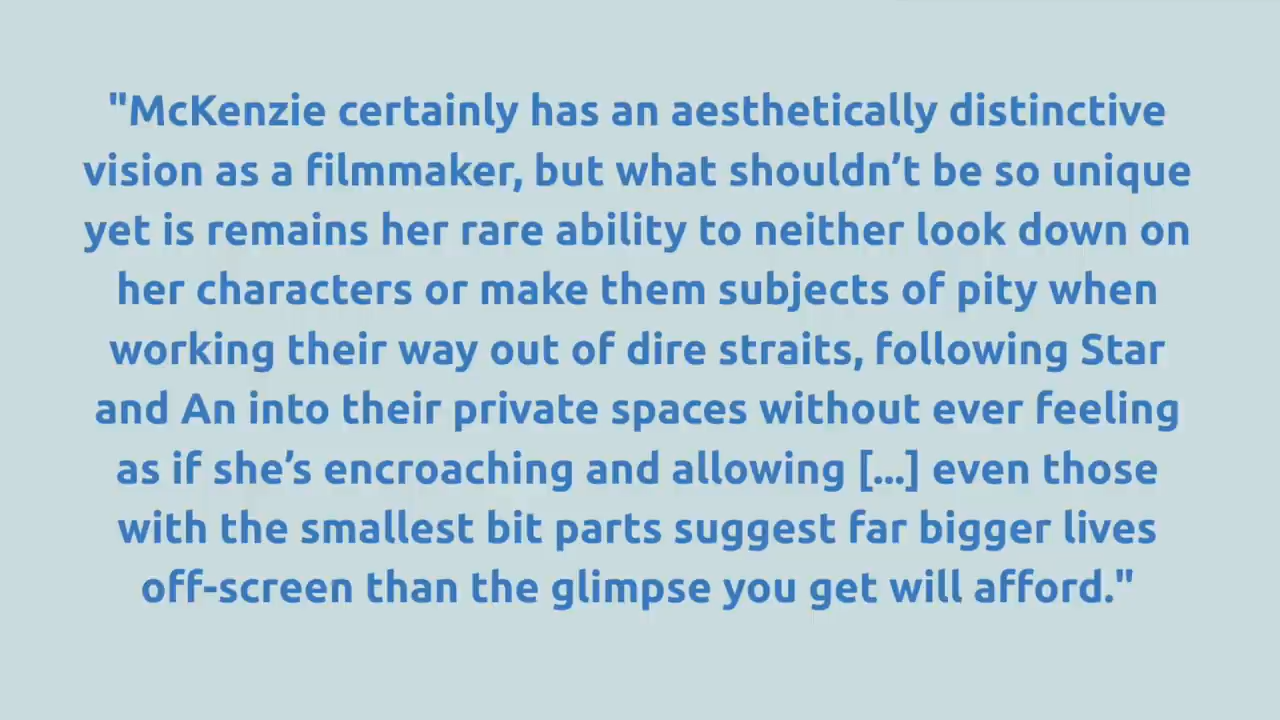 "McKenzie certainly has an aesthetically distinctive
vision as a filmmaker, but what shouldn’t be so unique
yet is remains her rare ability to neither look down on
her characters or make them subjects of pity when
working their way out of dire straits, following Star
and An into their private spaces without ever feeling
as if she’s encroaching and allowing [...] even those
with the smallest bit parts suggest far bigger lives
off-screen than the glimpse you get will afford."